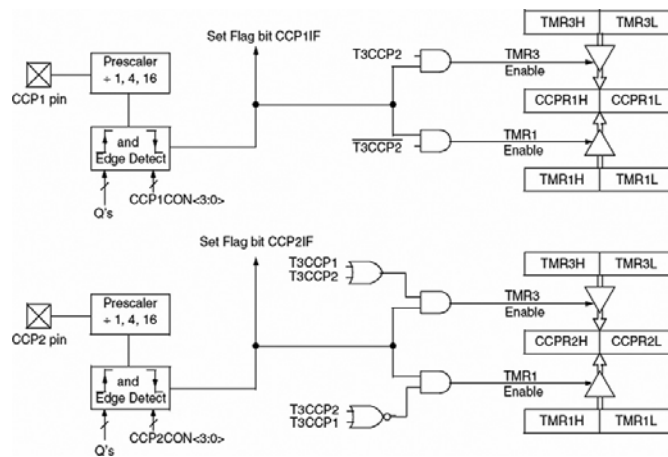 TMR3H TMR3L
Set Flag bit CCP1IF
T3CCP2
TMR3
Enable
Prescaler
÷ 1, 4, 16
CCP1 pin
CCPR1H CCPR1L
and
Edge Detect
T3CCP2
TMR1
Enable
TMR1H TMR1L
Q's
CCP1CON<3:0>
Set Flag bit CCP2IF
TMR3H TMR3L
T3CCP1
T3CCP2
TMR3
Enable
Prescaler
÷ 1, 4, 16
CCP2 pin
CCPR2H CCPR2L
and
Edge Detect
TMR1
Enable
T3CCP2
T3CCP1
TMR1H TMR1L
Q's
CCP2CON<3:0>